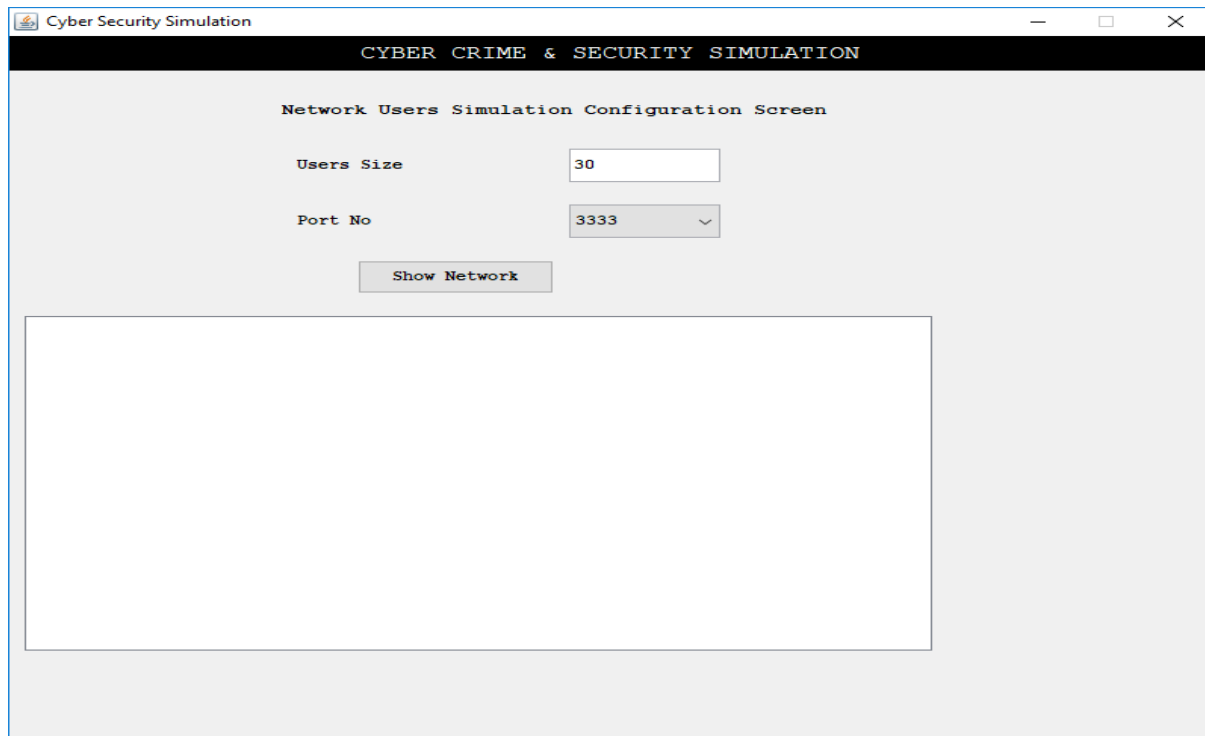 Cyber Security Simulation
CYBER CRIME & SECURITY SIMULATION
Network Users Simulation Configuration Screen
Users Size 30
Port No 3333
Show Network